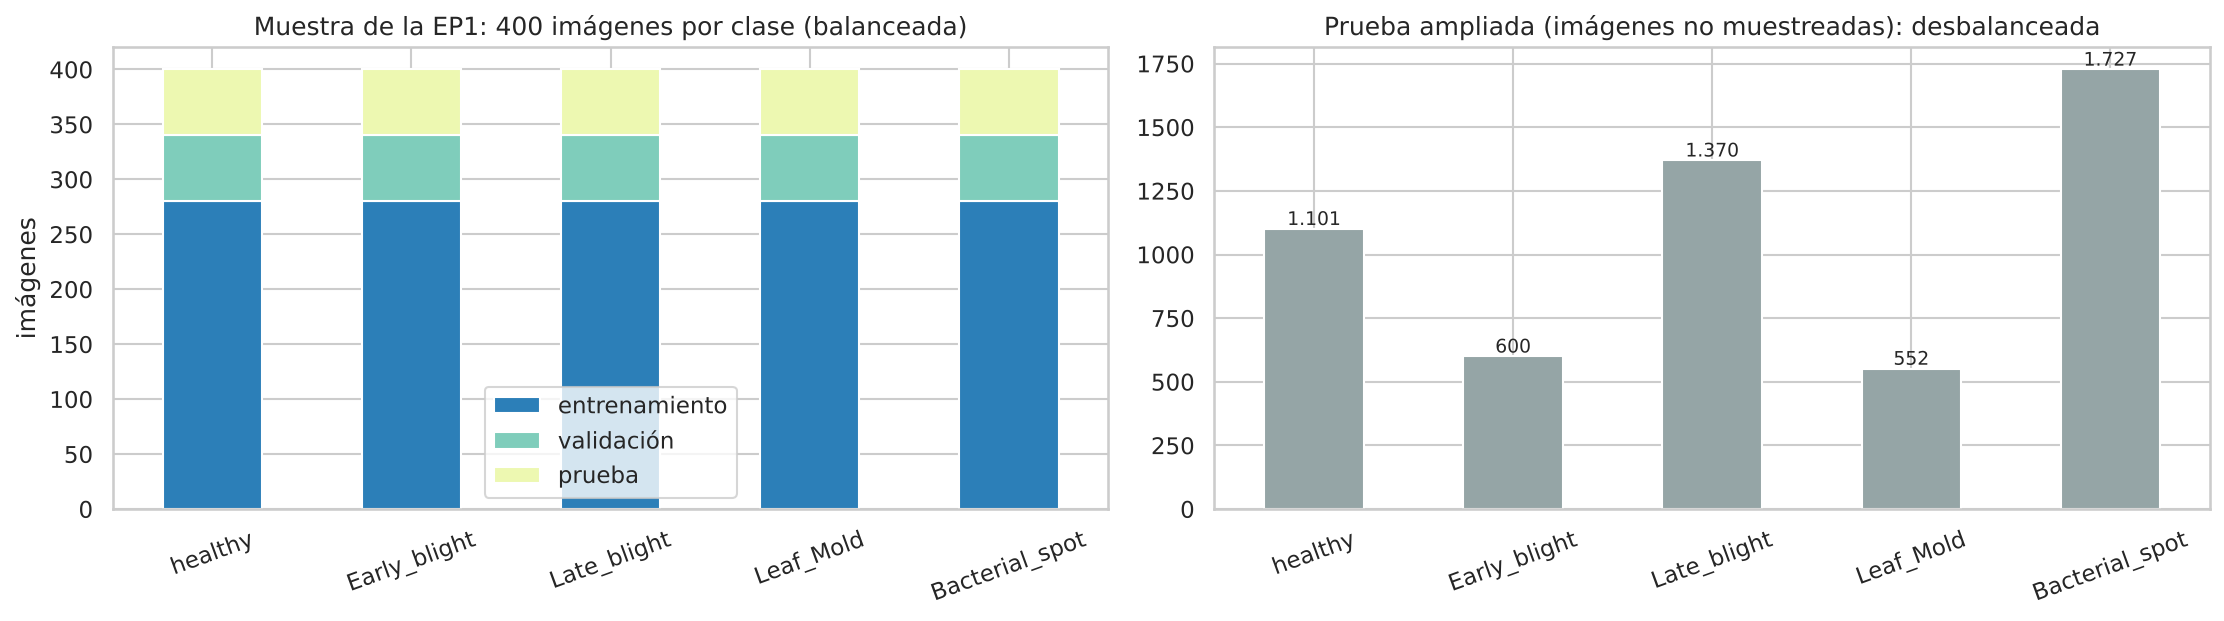 Muestra de la EP1: 400 imágenes por clase (balanceada)
imágenes
400
350
300
250
200
150
100
50
0
entrenamiento
validación
prueba
healthy
Early_blight
Late_blight
Leaf_Mold
Bacterial_spot
Prueba ampliada (imágenes no muestreadas): desbalanceada
1750
1500
1250
1000
750
500
250
0
1.101
600
1.370
552
1.727
healthy
Early_blight
Late_blight
Leaf_Mold
Bacterial_spot